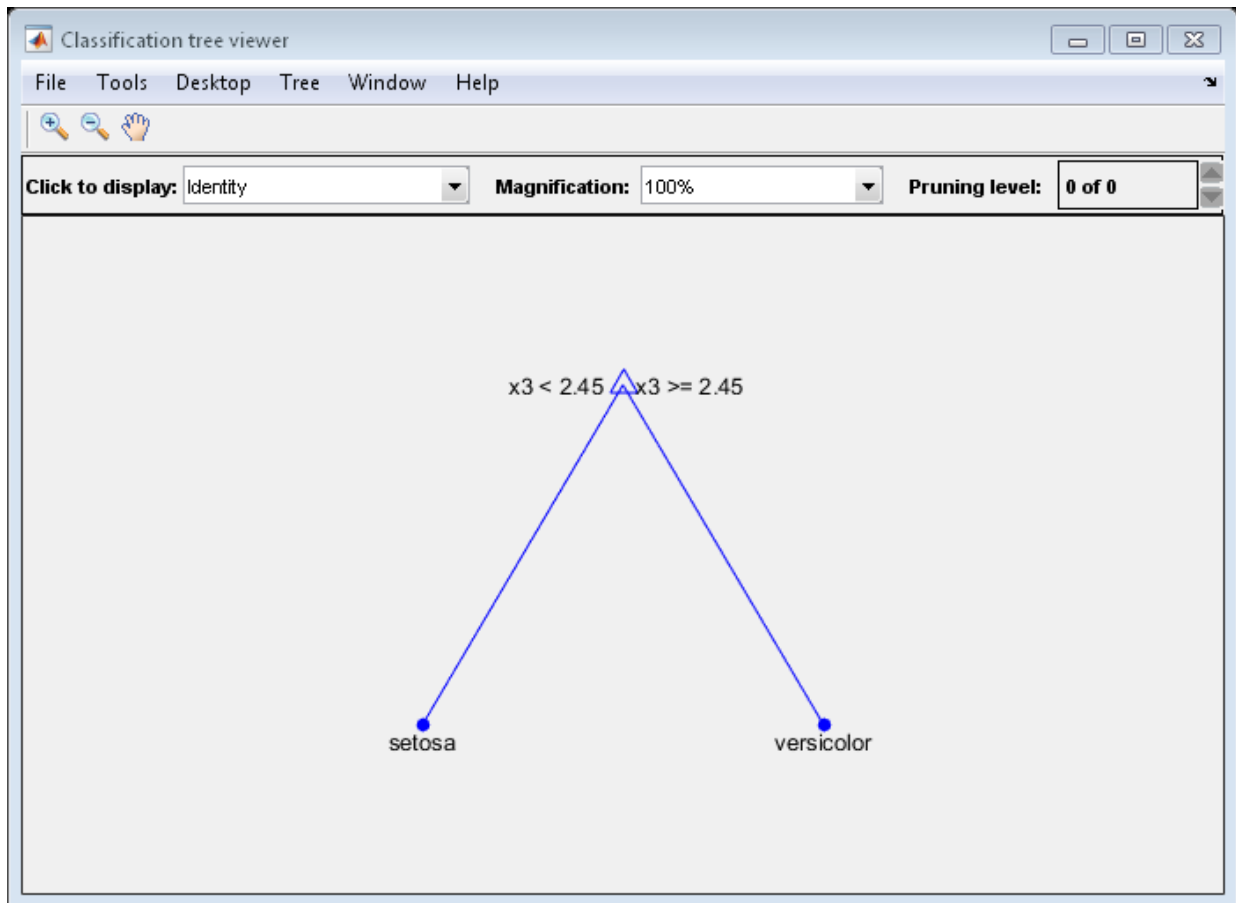 Classification tree viewer
File Tools Desktop Tree Window Help
Click to display: Identity Magnification: 100% Pruning level: 0 of 0
x3 < 2.45 x3 >= 2.45
setosa versicolor